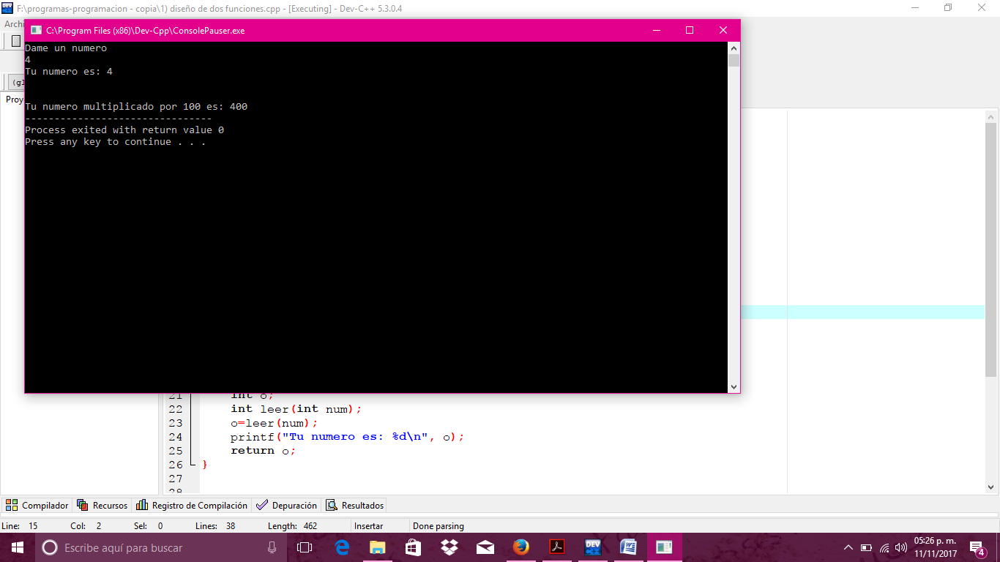 F:\programas-programacion - copia\1) diseño de dos funciones.cpp - [Executing] - Dev-C++ 5.3.0.4
Archi
C:\Program Files (x86)\Dev-Cpp\ConsolePauser.exe
Dame un numero
4
Tu numero es: 4
Tu numero multiplicado por 100 es: 400
--------------------------------
Process exited with return value 0
Press any key to continue . . .
(gl
Proy
21 int o;
22 int leer(int num);
23 o=leer(num);
24 printf("Tu numero es: %d\n", o);
25 return o;
26 }
27
28
Compilador Recursos Registro de Compilación Depuración Resultados
Line: 15 Col: 2 Sel: 0 Lines: 38 Length: 462 Insertar Done parsing
Escribe aquí para buscar
05:26 p. m.
11/11/2017
4